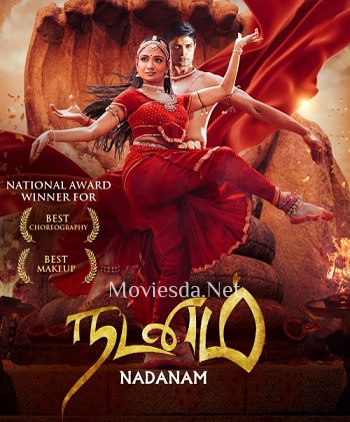 NATIONAL AWARD
WINNER FOR
BEST
CHOREOGRAPHY
BEST
MAKEUP
Moviesda.Net
நடனம்
NADANAM